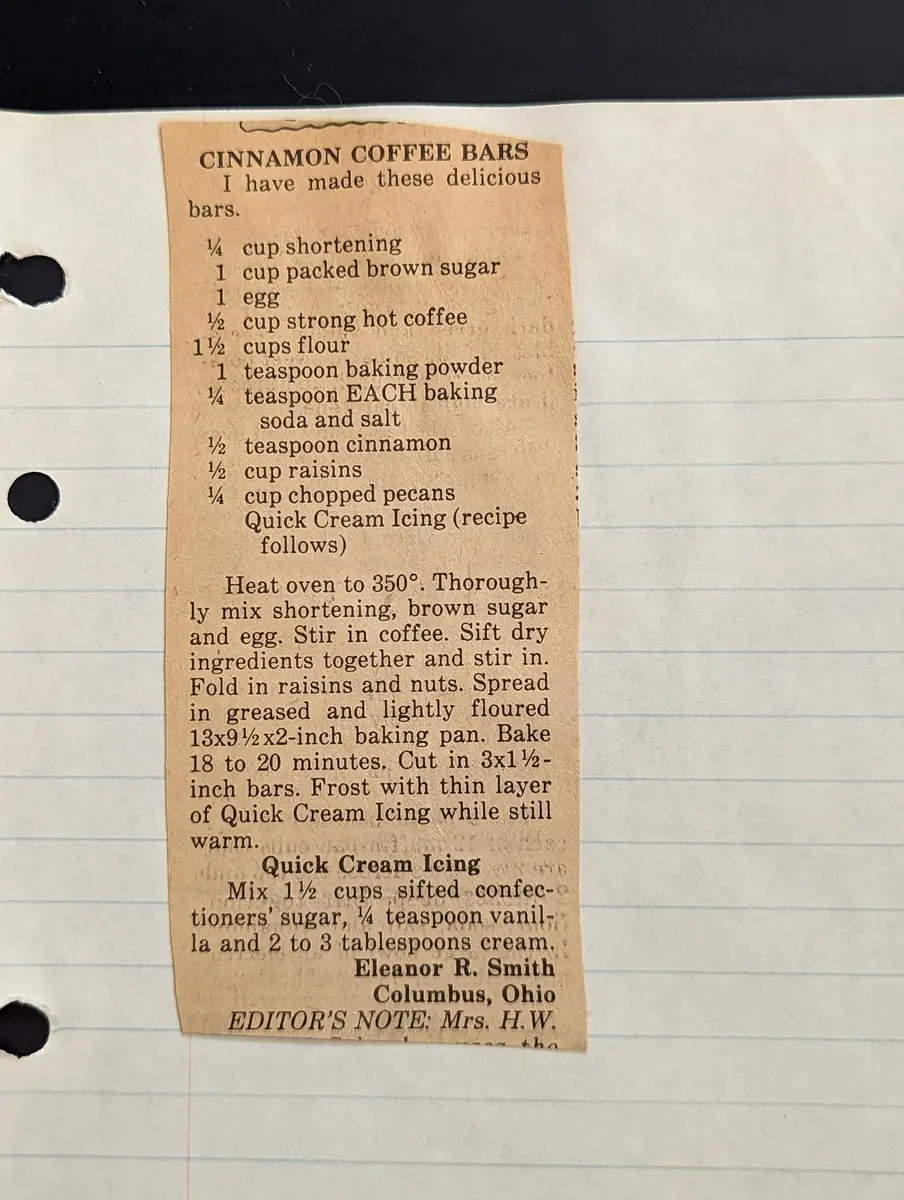 CINNAMON COFFEE BARS
I have made these delicious
bars.
¼ cup shortening
1 cup packed brown sugar
1 egg
½ cup strong hot coffee
1½ cups flour
1 teaspoon baking powder
¼ teaspoon EACH baking
soda and salt
½ teaspoon cinnamon
½ cup raisins
¼ cup chopped pecans
Quick Cream Icing (recipe
follows)
Heat oven to 350°. Thorough-
ly mix shortening, brown sugar
and egg. Stir in coffee. Sift dry
ingredients together and stir in.
Fold in raisins and nuts. Spread
in greased and lightly floured
13x9½x2-inch baking pan. Bake
18 to 20 minutes. Cut in 3x1½-
inch bars. Frost with thin layer
of Quick Cream Icing while still
warm.
Quick Cream Icing
Mix 1½ cups sifted confec-
tioners' sugar, ¼ teaspoon vanil-
la and 2 to 3 tablespoons cream.
Eleanor R. Smith
Columbus, Ohio
EDITOR'S NOTE: Mrs. H.W.
the